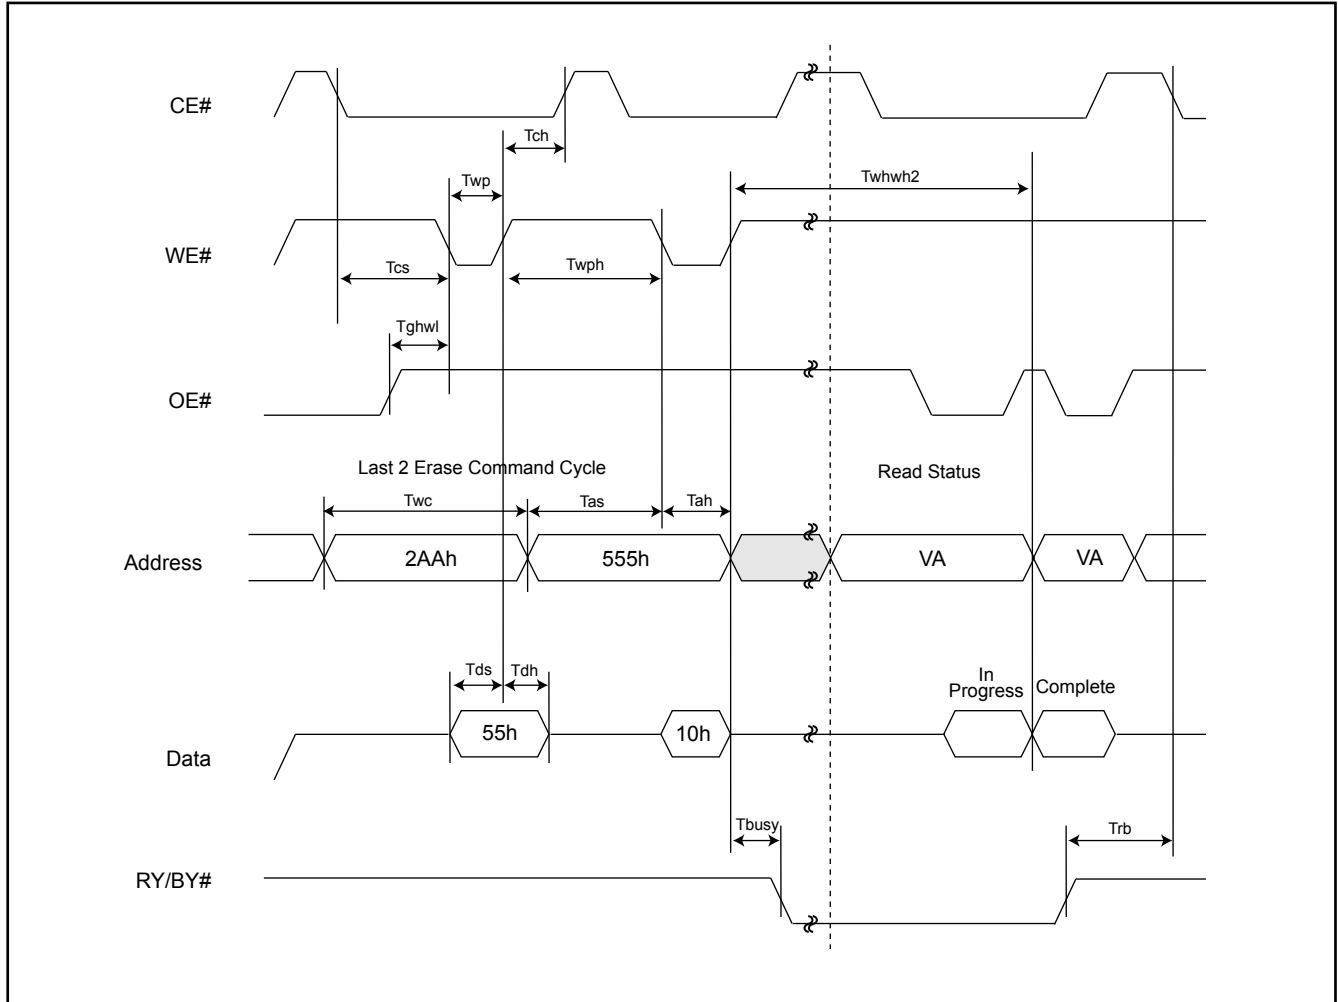 CE#
Tch
Twp
Twhwh2
WE#
Tcs
Twph
Tghwl
OE#
Last 2 Erase Command Cycle
Read Status
Twc
Tas
Tah
Address
2AAh
555h
VA
VA
Tds
Tdh
In
Progress
Complete
55h
10h
Data
Tbusy
Trb
RY/BY#